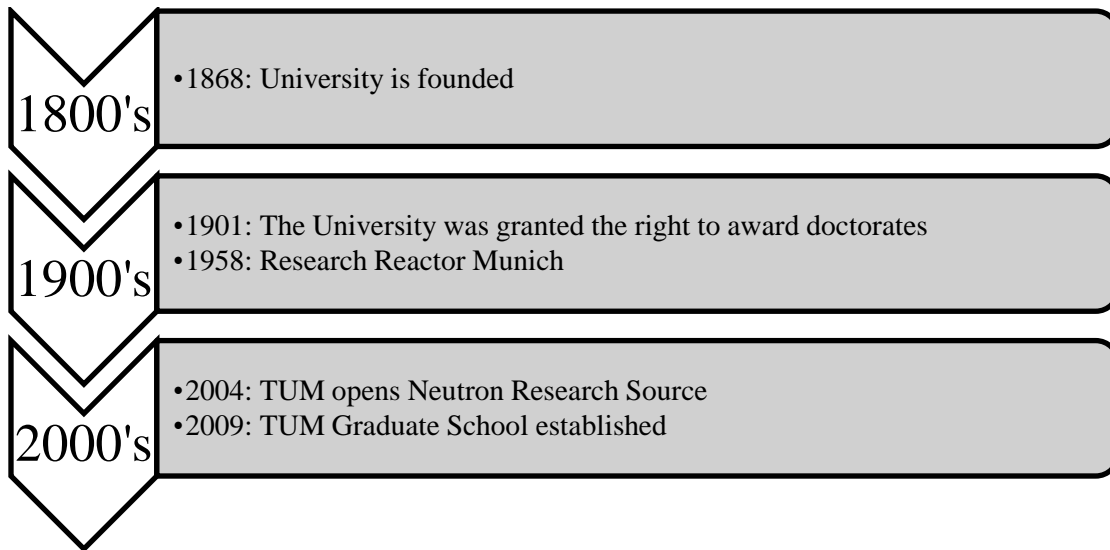 1800's
•1868: University is founded
1900's
•1901: The University was granted the right to award doctorates
•1958: Research Reactor Munich
2000's
•2004: TUM opens Neutron Research Source
•2009: TUM Graduate School established